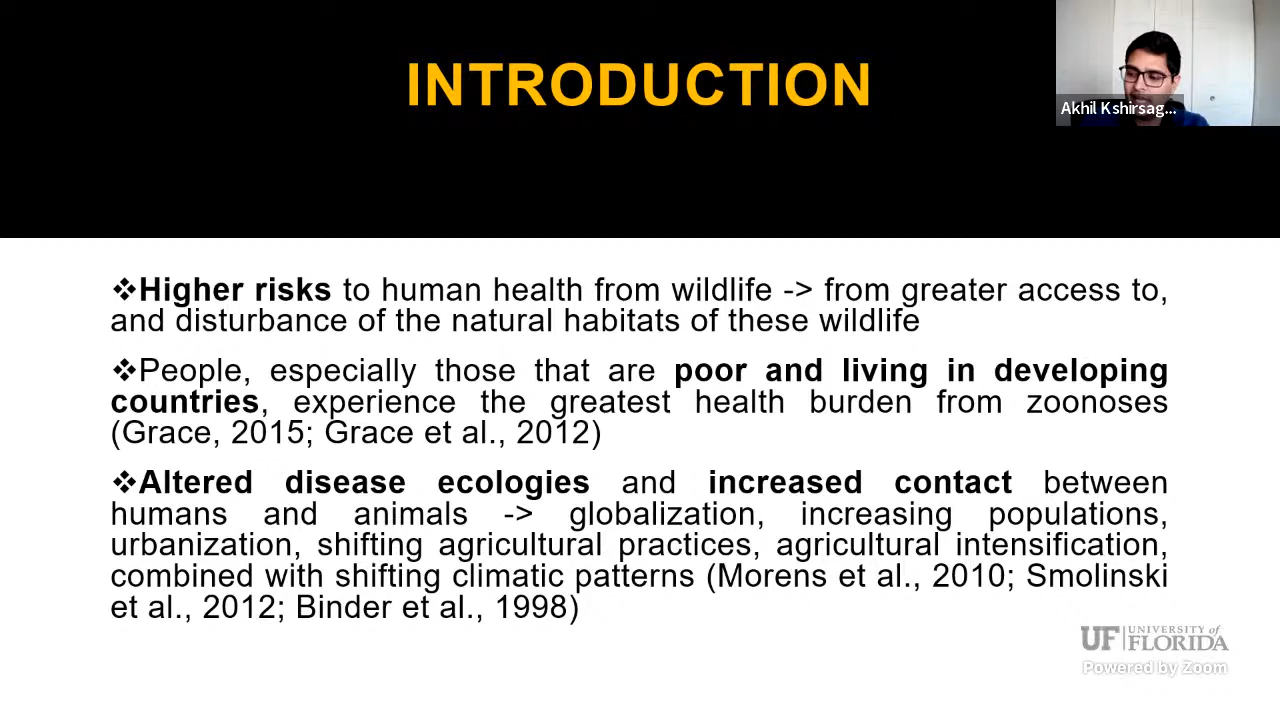 INTRODUCTION
Akhil Kshirsag...
❖Higher risks to human health from wildlife -> from greater access to,
and disturbance of the natural habitats of these wildlife
❖People, especially those that are poor and living in developing
countries, experience the greatest health burden from zoonoses
(Grace, 2015; Grace et al., 2012)
❖Altered disease ecologies and increased contact between
humans and animals -> globalization, increasing populations,
urbanization, shifting agricultural practices, agricultural intensification,
combined with shifting climatic patterns (Morens et al., 2010; Smolinski
et al., 2012; Binder et al., 1998)
UF UNIVERSITY of
FLORIDA
Powered by Zoom